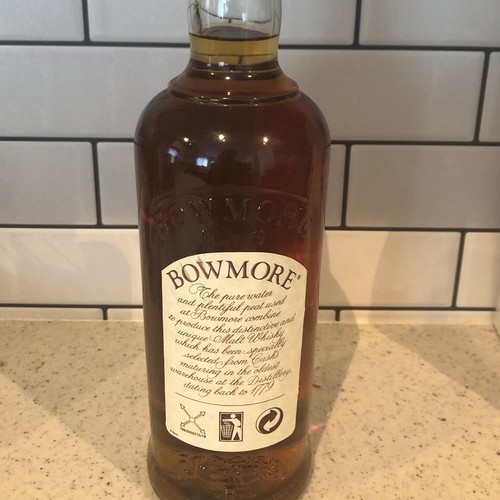 BOWMORE
BOWMORE®
The pure water
and plentiful peat used
at Bowmore combine
to produce this distinctive and
unique Malt Whisky
which has been specially
selected from Casks
maturing in the oldest
warehouse at the Distillery,
dating back to 1779